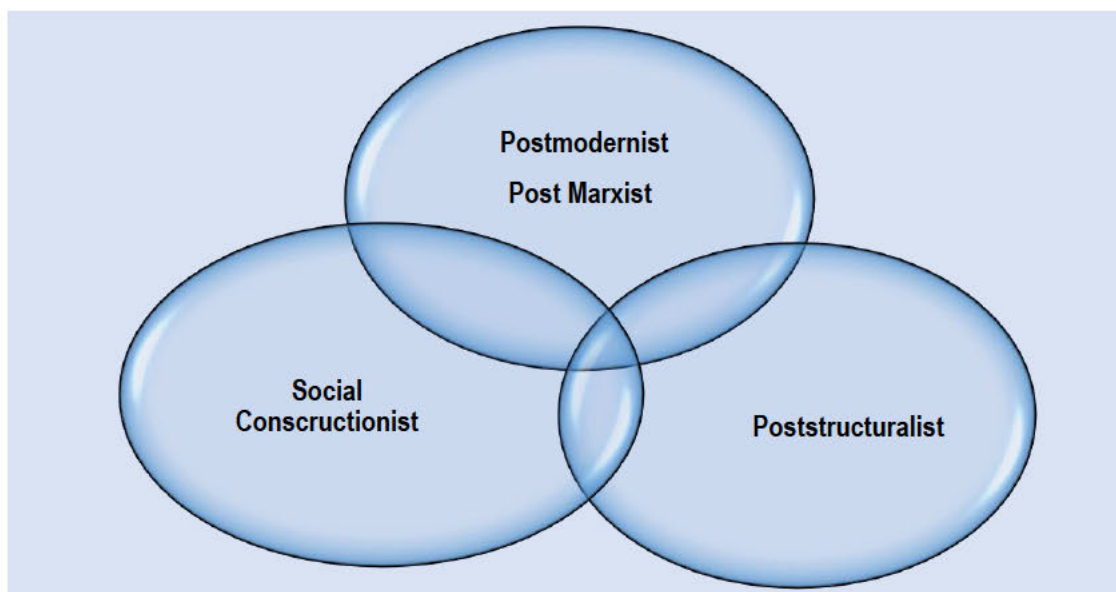 Postmodernist
Post Marxist
Social
Conscructionist
Poststructuralist